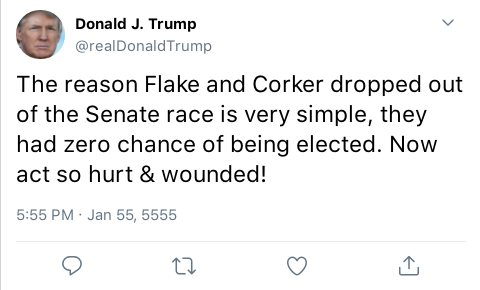 Donald J. Trump
@realDonaldTrump
The reason Flake and Corker dropped out
of the Senate race is very simple, they
had zero chance of being elected. Now
act so hurt & wounded!
5:55 PM · Jan 55, 5555